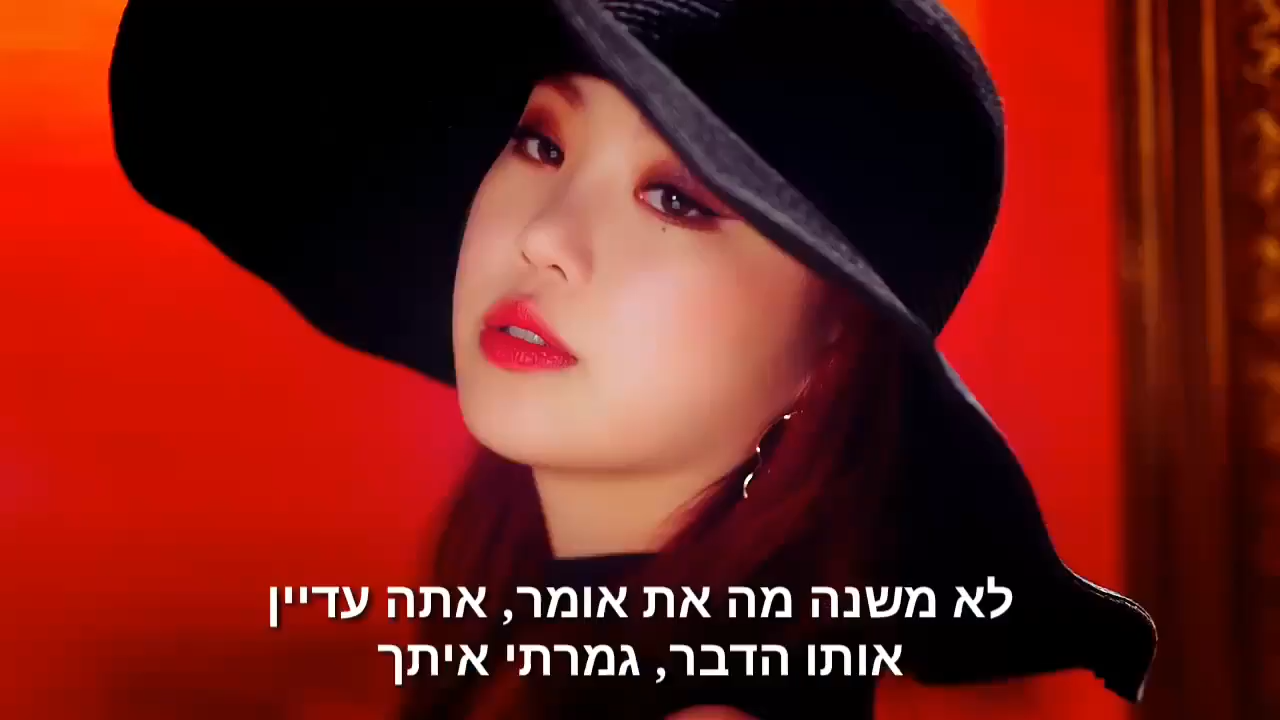 לא משנה מה את אומר, אתה עדיין
אותו הדבר, גמרתי איתך